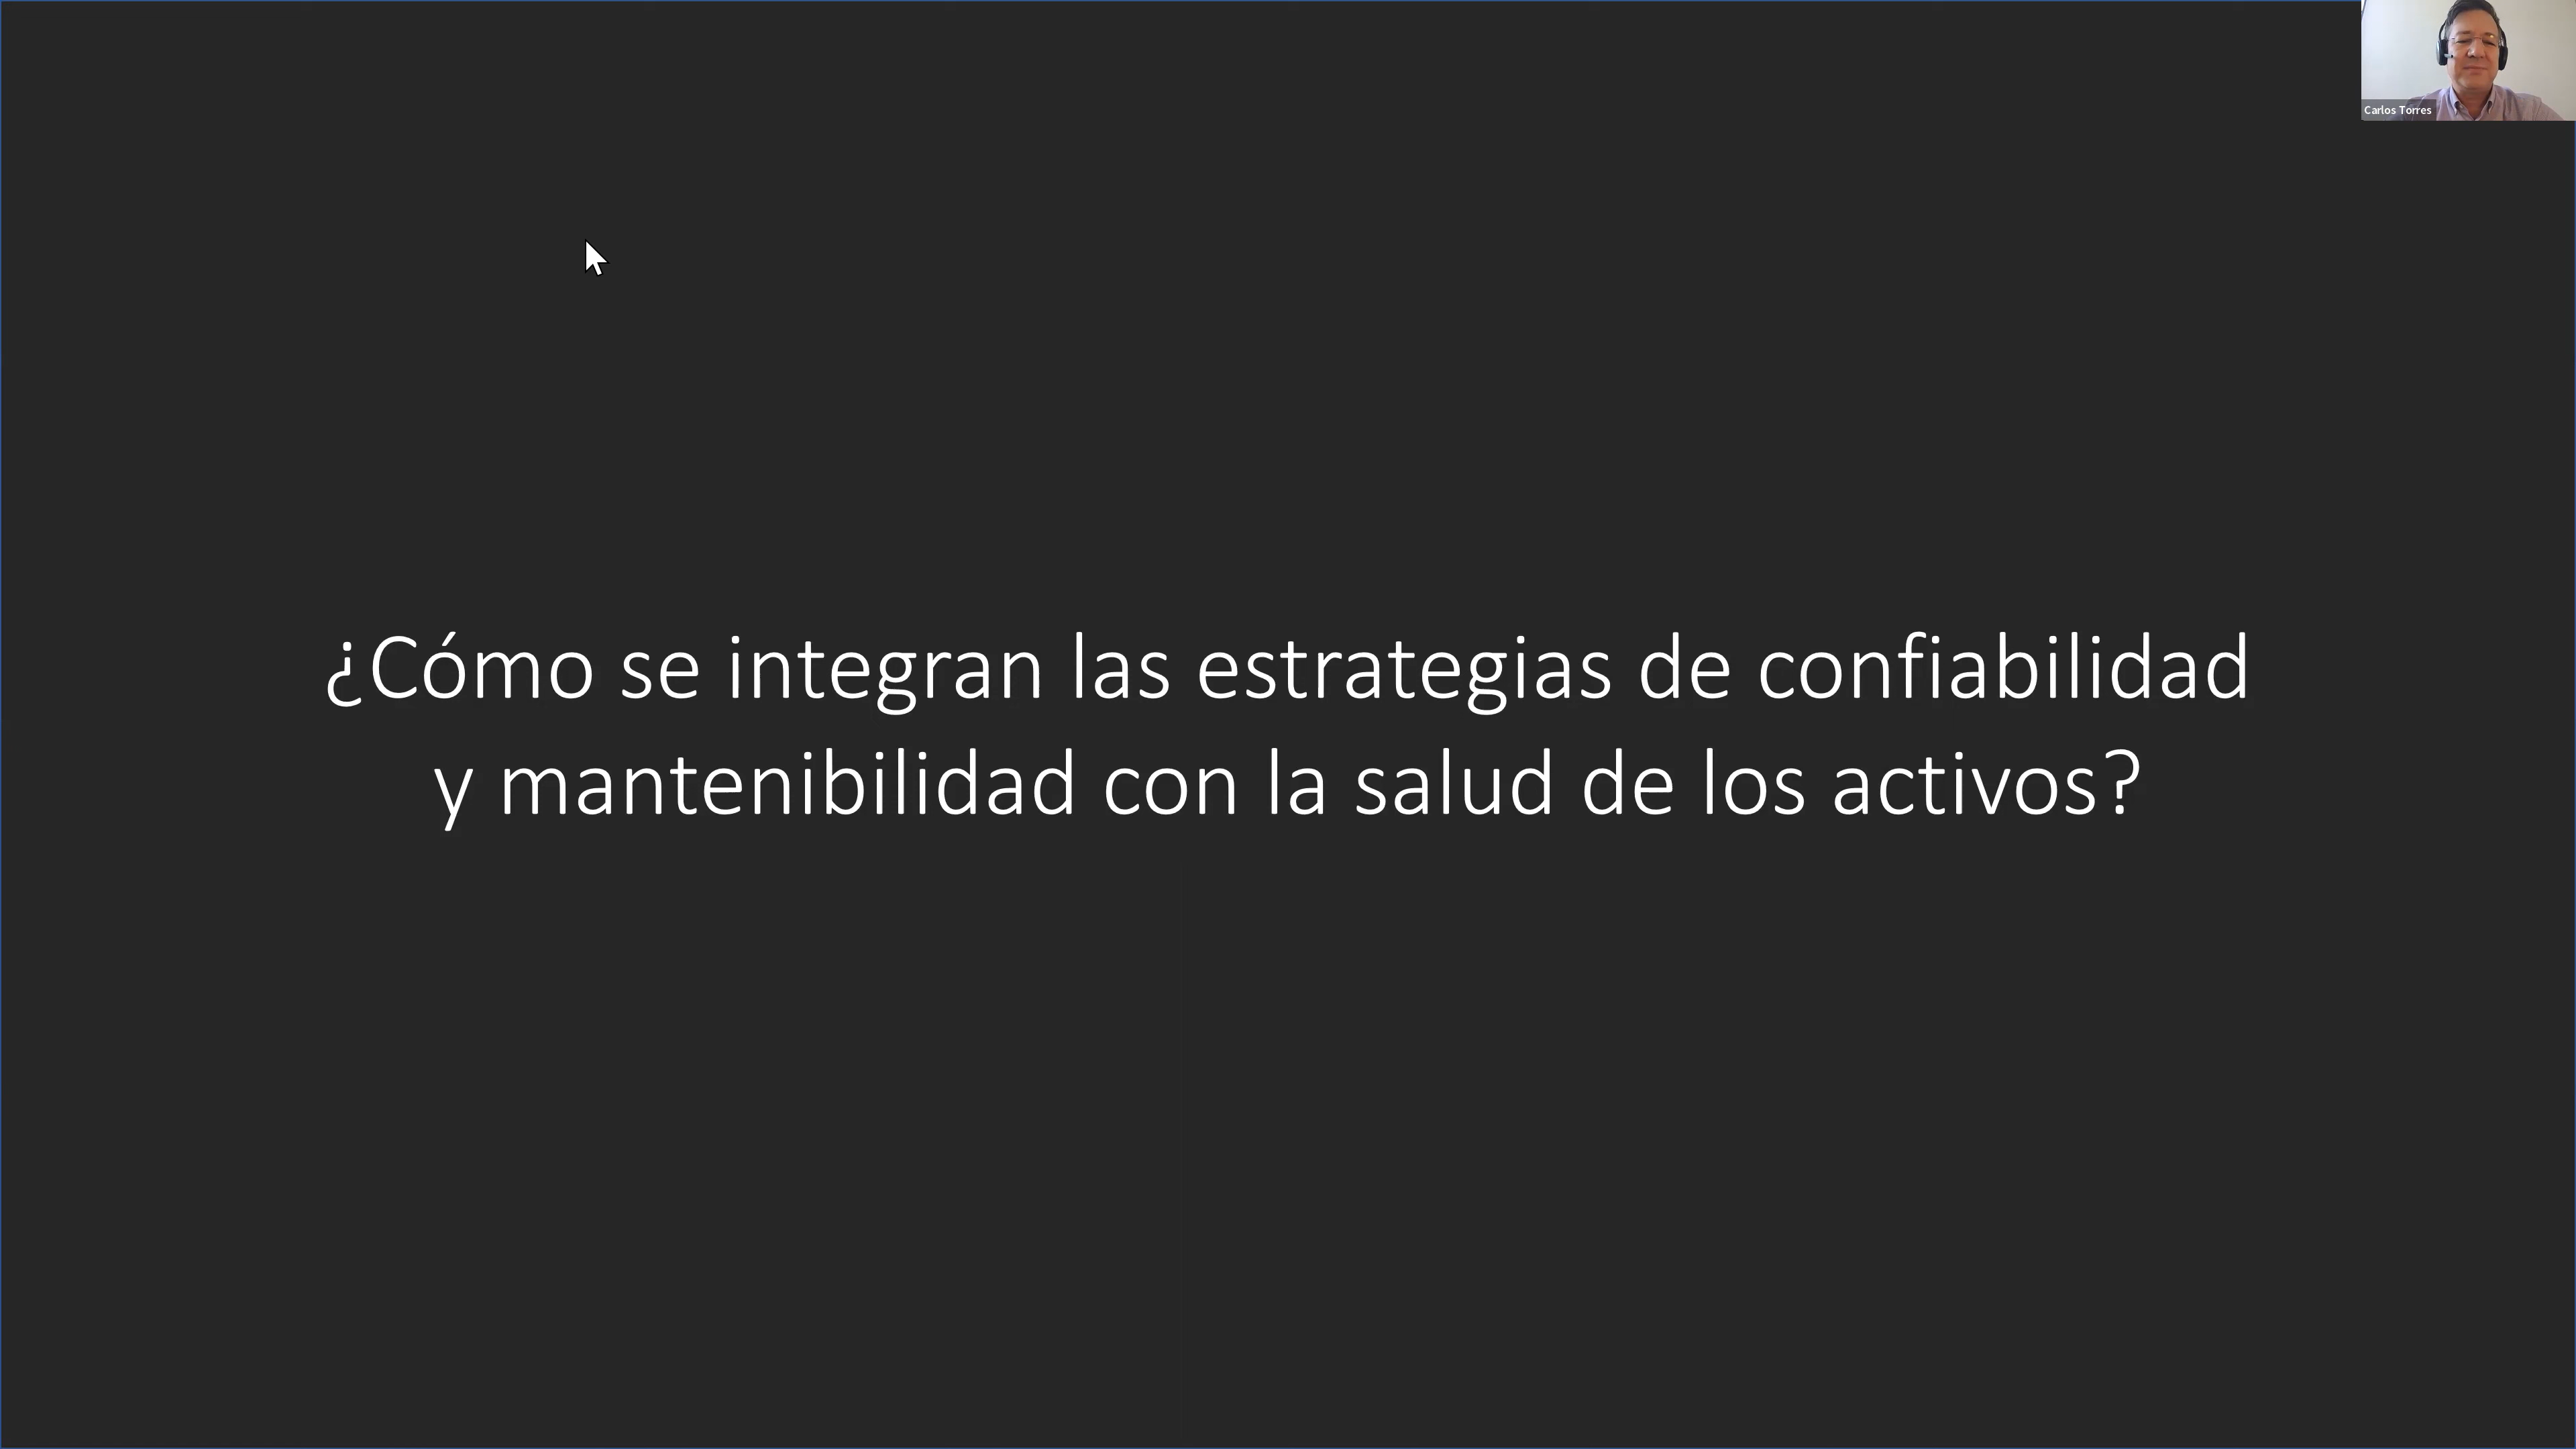 Carlos Torres
¿Cómo se integran las estrategias de confiabilidad
y mantenibilidad con la salud de los activos?